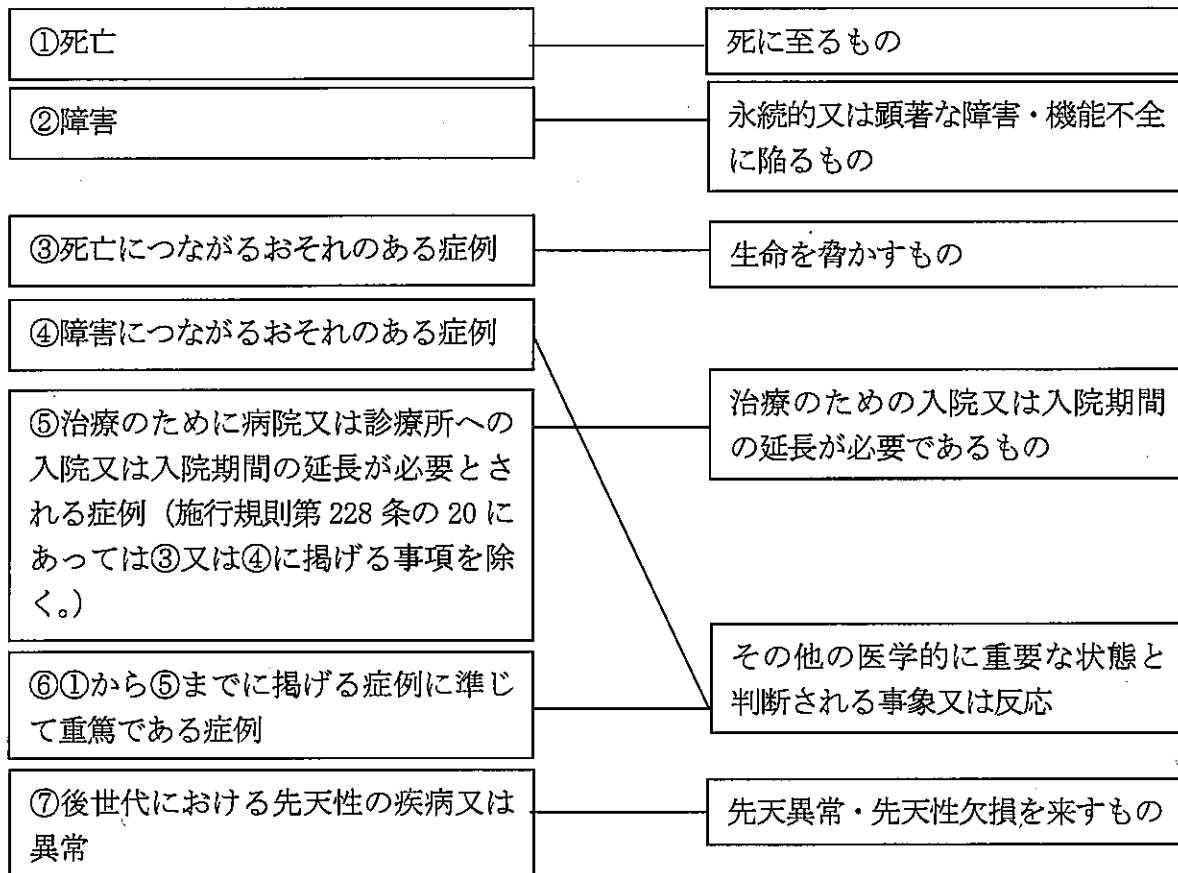 ①死亡
死に至るもの
②障害
永続的又は顕著な障害・機能不全
に陥るもの
③死亡につながるおそれのある症例
生命を脅かすもの
④障害につながるおそれのある症例
⑤治療のために病院又は診療所への
入院又は入院期間の延長が必要とさ
れる症例（施行規則第 228 条の 20 に
あっては③又は④に掲げる事項を除
く。）
治療のための入院又は入院期間
の延長が必要であるもの
⑥①から⑤までに掲げる症例に準じ
て重篤である症例
その他の医学的に重要な状態と
判断される事象又は反応
⑦後世代における先天性の疾病又は
異常
先天異常・先天性欠損を来すもの